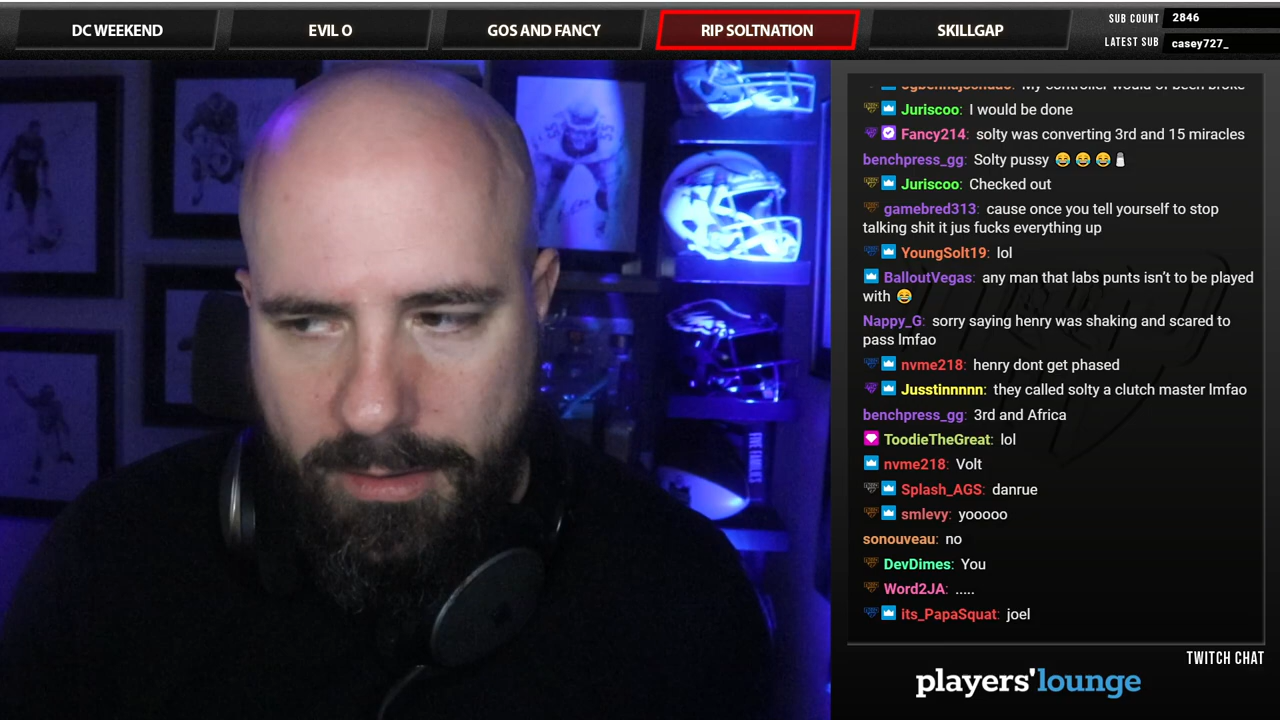 DC WEEKEND
EVIL O
GOS AND FANCY
RIP SOLTNATION
SKILLGAP
SUB COUNT 2846
LATEST SUB casey727_
Juriscoo: I would be done
Fancy214: solty was converting 3rd and 15 miracles
benchpress_gg: Solty pussy 😂 😂 😂 🧂
Juriscoo: Checked out
gamebred313: cause once you tell yourself to stop
talking shit it jus fucks everything up
YoungSolt19: lol
BalloutVegas: any man that labs punts isn't to be played
with 😂
Nappy_G: sorry saying henry was shaking and scared to
pass lmfao
nvme218: henry dont get phased
Jusstinnnnn: they called solty a clutch master lmfao
benchpress_gg: 3rd and Africa
ToodieTheGreat: lol
nvme218: Volt
Splash_AGS: danrue
smlevy: yooooo
sonouveau: no
DevDimes: You
Word2JA: .....
its_PapaSquat: joel
TWITCH CHAT
players'lounge
FIVE FAMILIES